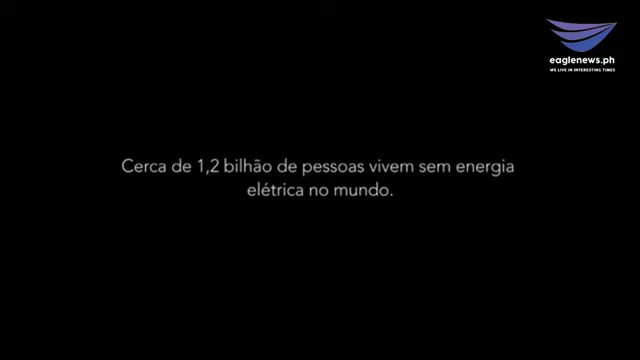 eaglenews.ph
WE LIVE IN INTERESTING TIMES
Cerca de 1,2 bilhão de pessoas vivem sem energia
elétrica no mundo.